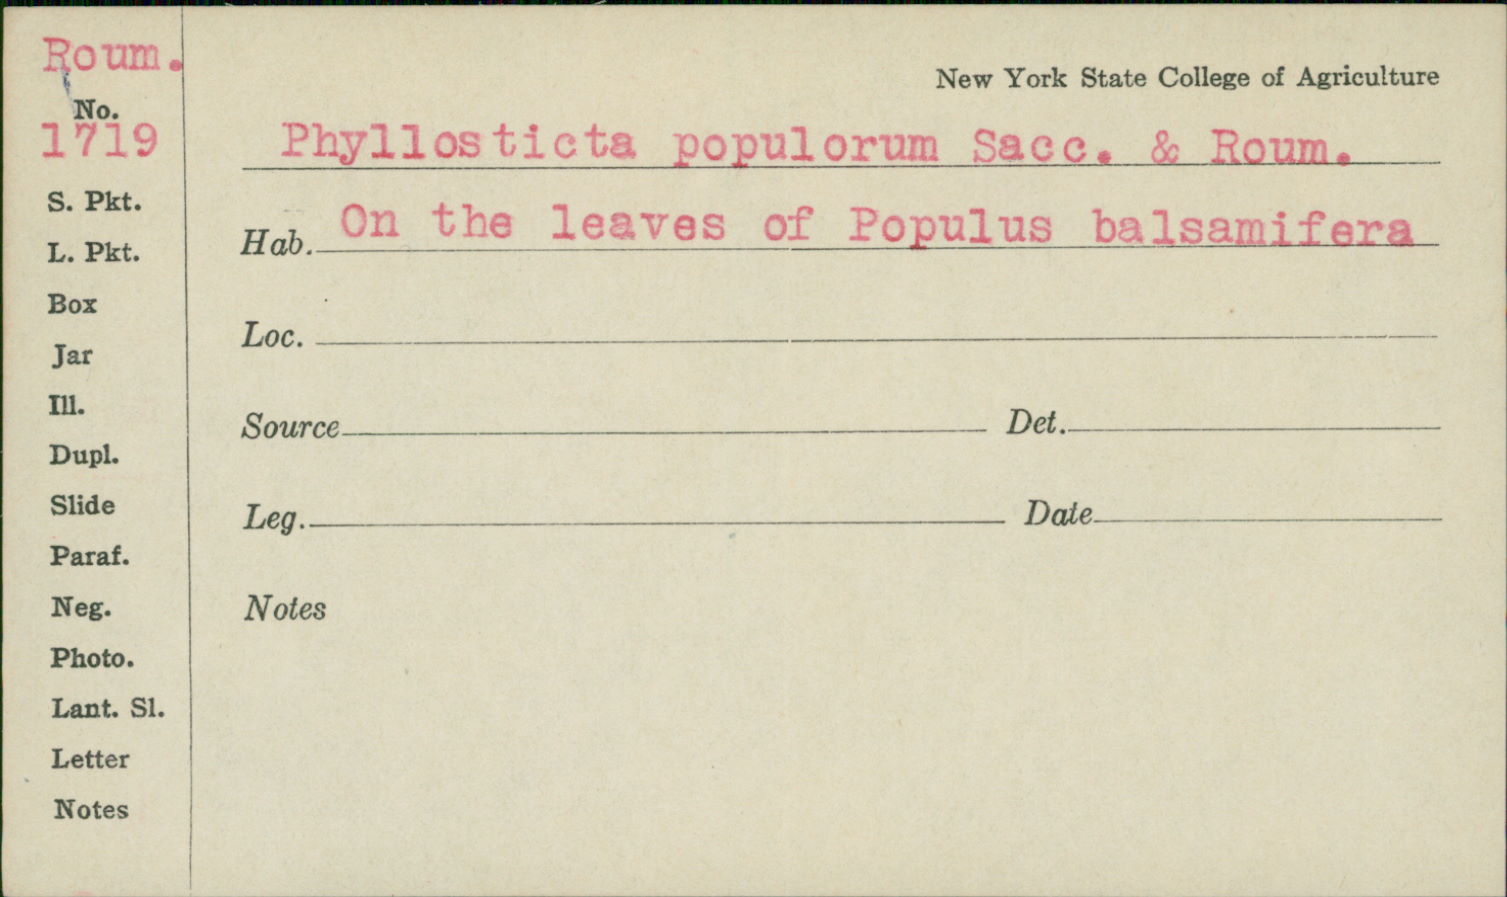 Roum.
New York State College of Agriculture
No.
1719
Phyllosticta populorum Sacc. & Roum.
S. Pkt.
Hab. On the leaves of Populus balsamifera
L. Pkt.
Box
Loc.
Jar
Ill.
Source Det.
Dupl.
Slide
Leg. Date
Paraf.
Neg.
Notes
Photo.
Lant. Sl.
Letter
Notes